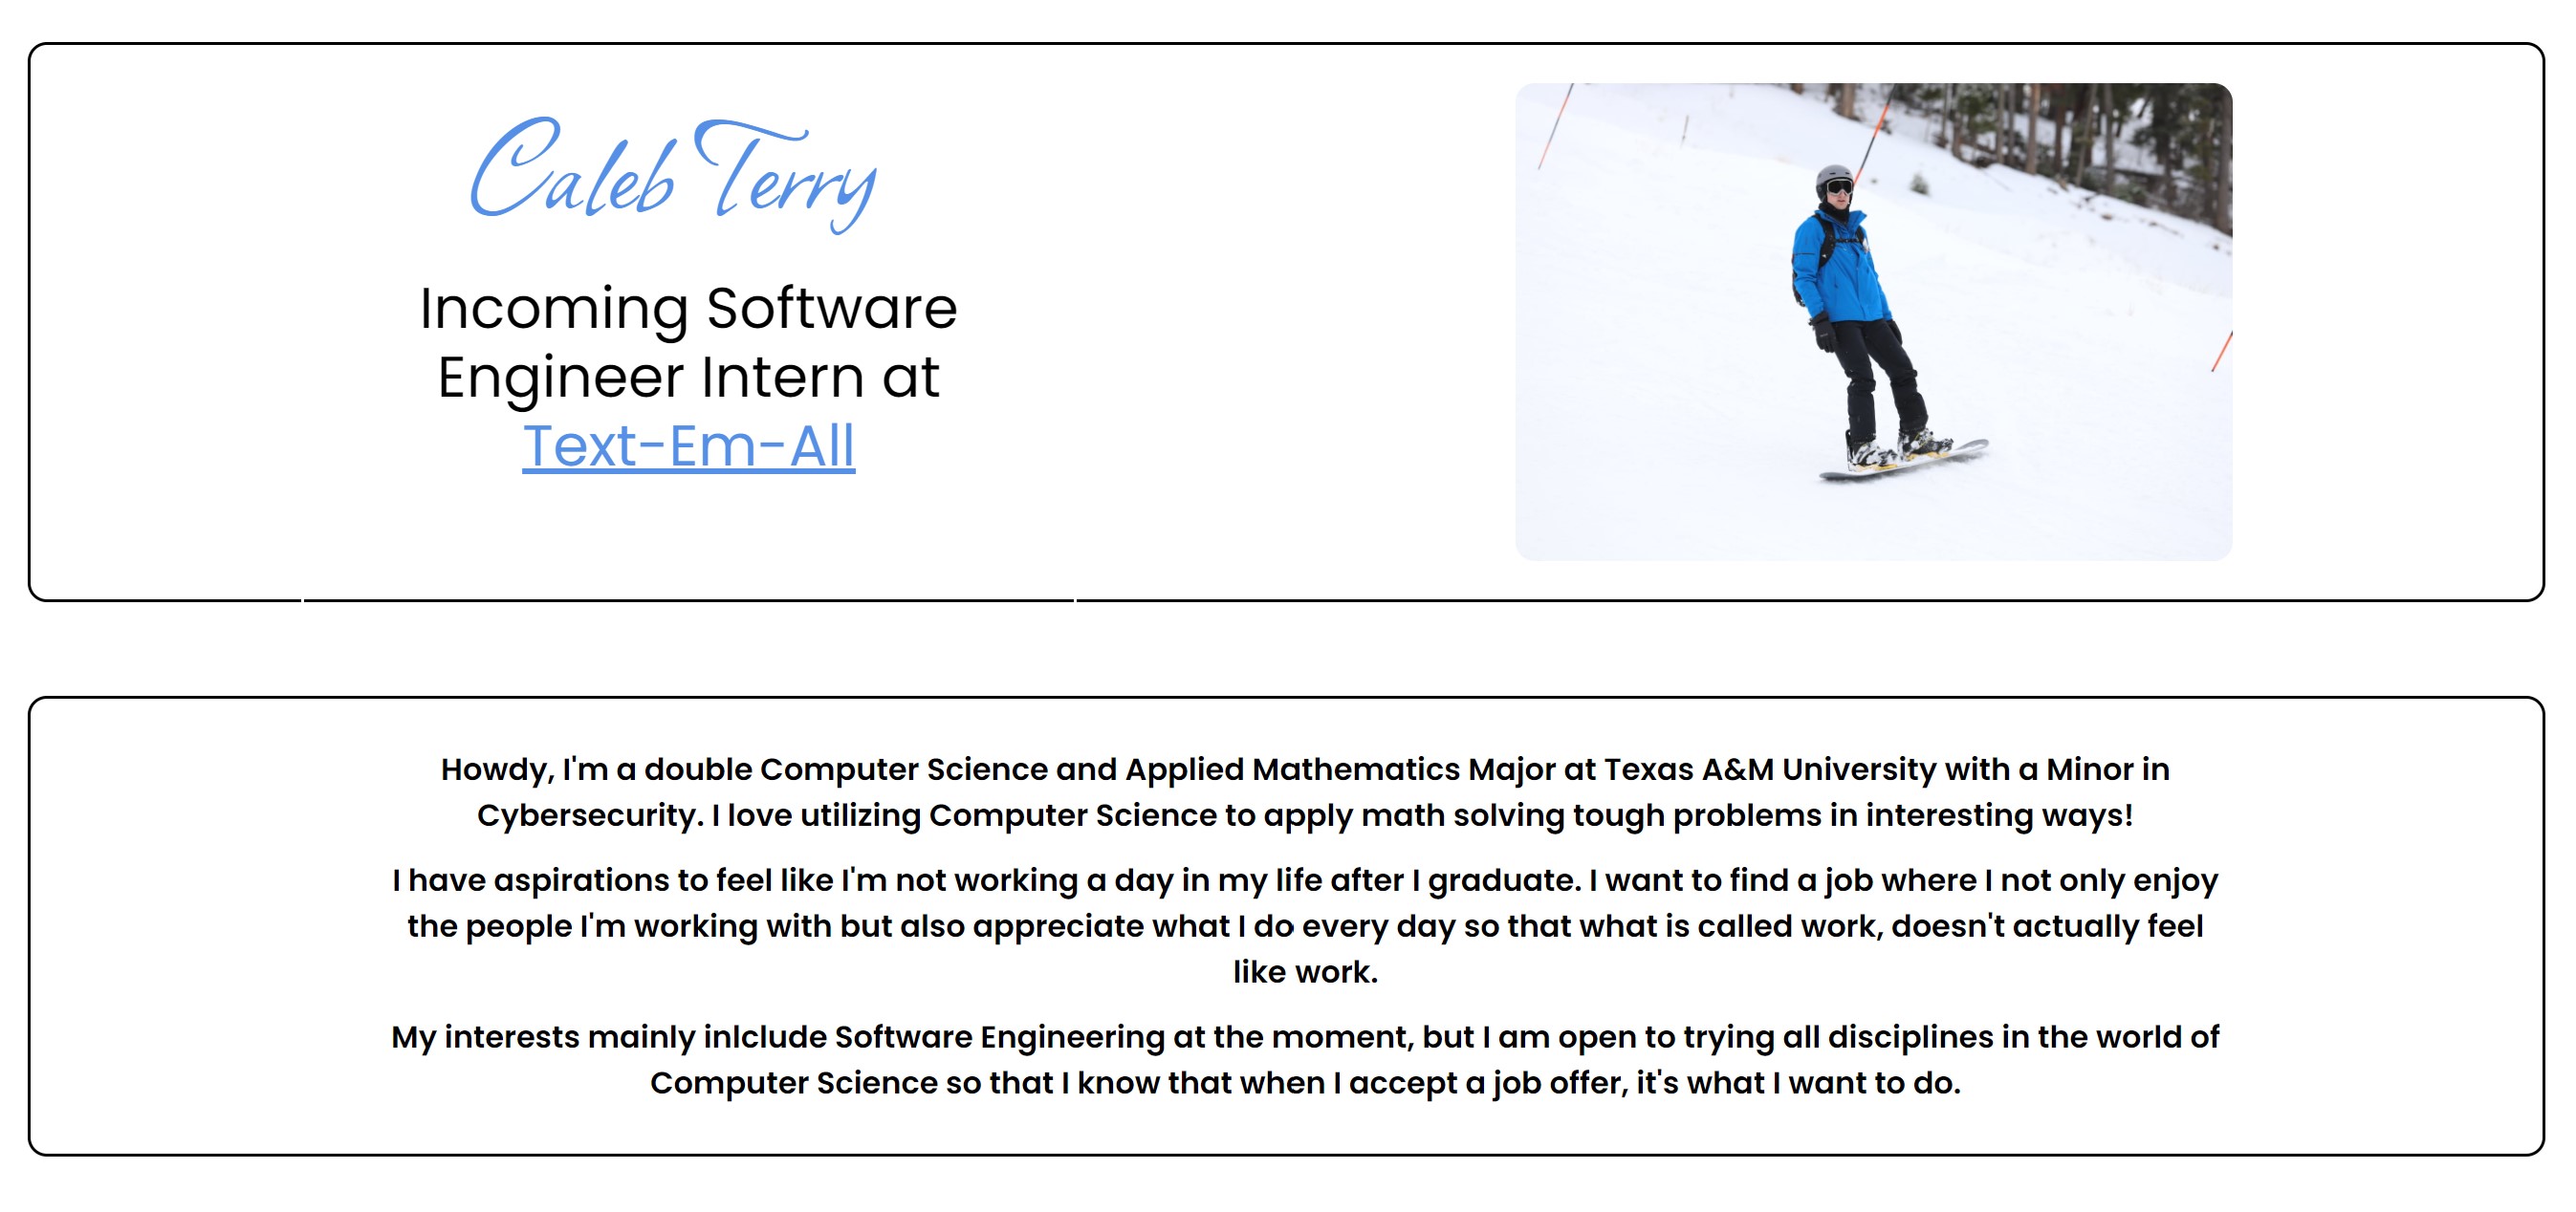 Caleb Terry
Incoming Software
Engineer Intern at
Text-Em-All
Howdy, I'm a double Computer Science and Applied Mathematics Major at Texas A&M University with a Minor in
Cybersecurity. I love utilizing Computer Science to apply math solving tough problems in interesting ways!
I have aspirations to feel like I'm not working a day in my life after I graduate. I want to find a job where I not only enjoy
the people I'm working with but also appreciate what I do every day so that what is called work, doesn't actually feel
like work.
My interests mainly inlclude Software Engineering at the moment, but I am open to trying all disciplines in the world of
Computer Science so that I know that when I accept a job offer, it's what I want to do.